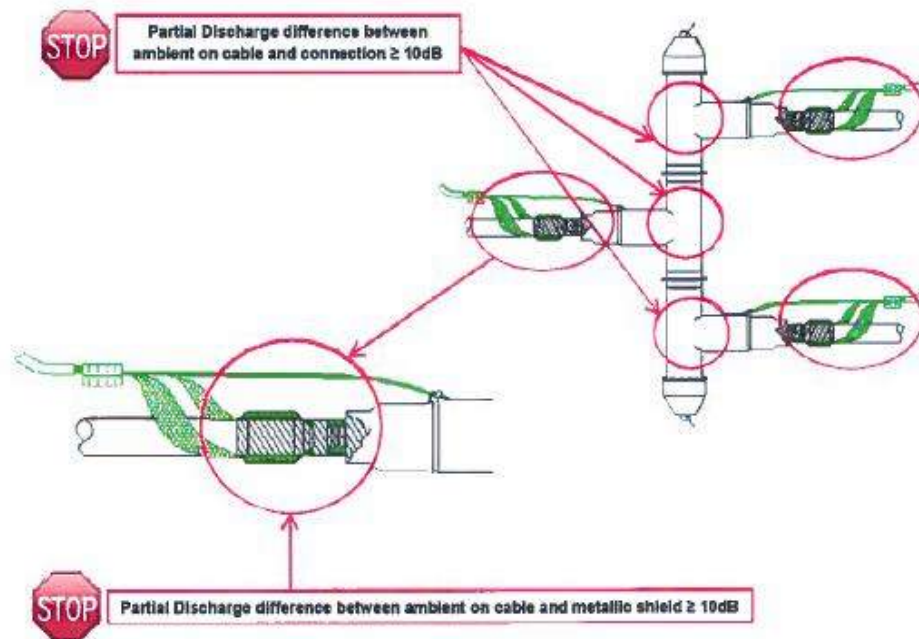 STOP
Partial Discharge difference between
ambient on cable and connection ≥ 10dB
STOP
Partial Discharge difference between ambient on cable and metallic shield ≥ 10dB